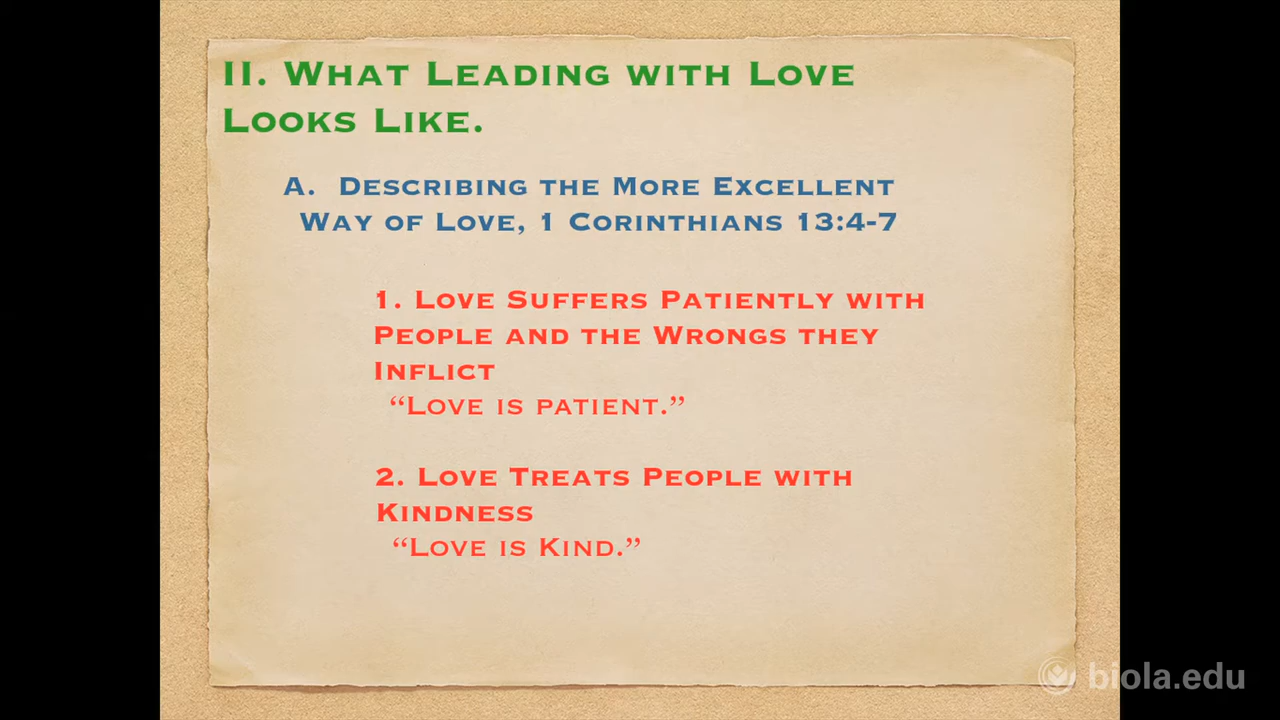 II. What Leading with Love
Looks Like.
A. Describing the More Excellent
Way of Love, 1 Corinthians 13:4-7
1. Love Suffers Patiently with
People and the Wrongs they
Inflict
“Love is patient.”
2. Love Treats People with
Kindness
“Love is Kind.”
biola.edu